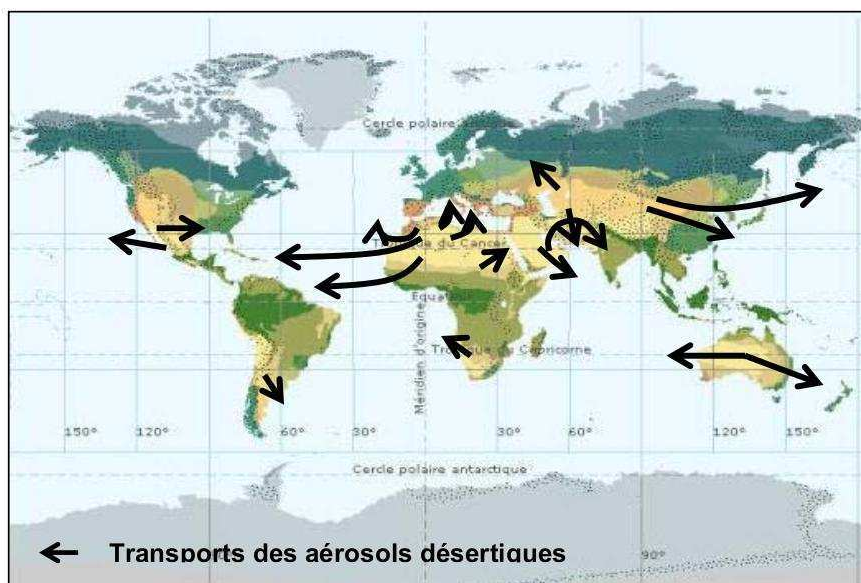 Cercle polaire
Tropique du Cancer
Equateur
Méridien d'origine
Tropique du Capricorne
150° 120° 60° 30° 30° 60° 120° 150°
Cercle polaire antarctique
90°
Transports des aérosols désertiques